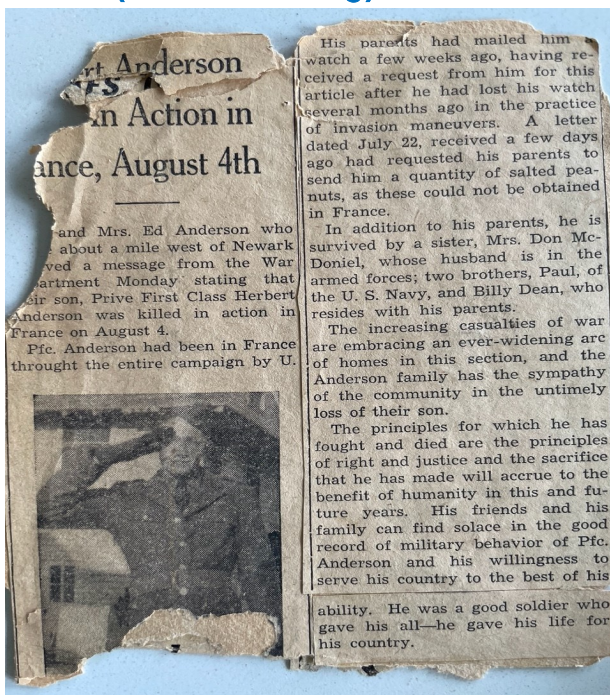 Anderson
FS
in Action in
ance, August 4th
and Mrs. Ed Anderson who
about a mile west of Newark
ved a message from the War
artment Monday stating that
eir son, Prive First Class Herbert
Anderson was killed in action in
France on August 4.
Pfc. Anderson had been in France
throught the entire campaign by U.
His parents had mailed him
watch a few weeks ago, having re-
ceived a request from him for this
article after he had lost his watch
several months ago in the practice
of invasion maneuvers. A letter
dated July 22, received a few days
ago had requested his parents to
send him a quantity of salted pea-
nuts, as these could not be obtained
in France.
In addition to his parents, he is
survived by a sister, Mrs. Don Mc-
Doniel, whose husband is in the
armed forces; two brothers, Paul, of
the U. S. Navy, and Billy Dean, who
resides with his parents.
The increasing casualties of war
are embracing an ever-widening arc
of homes in this section, and the
Anderson family has the sympathy
of the community in the untimely
loss of their son.
The principles for which he has
fought and died are the principles
of right and justice and the sacrifice
that he has made will accrue to the
benefit of humanity in this and fu-
ture years. His friends and his
family can find solace in the good
record of military behavior of Pfc.
Anderson and his willingness to
serve his country to the best of his
ability. He was a good soldier who
gave his all—he gave his life for
his country.